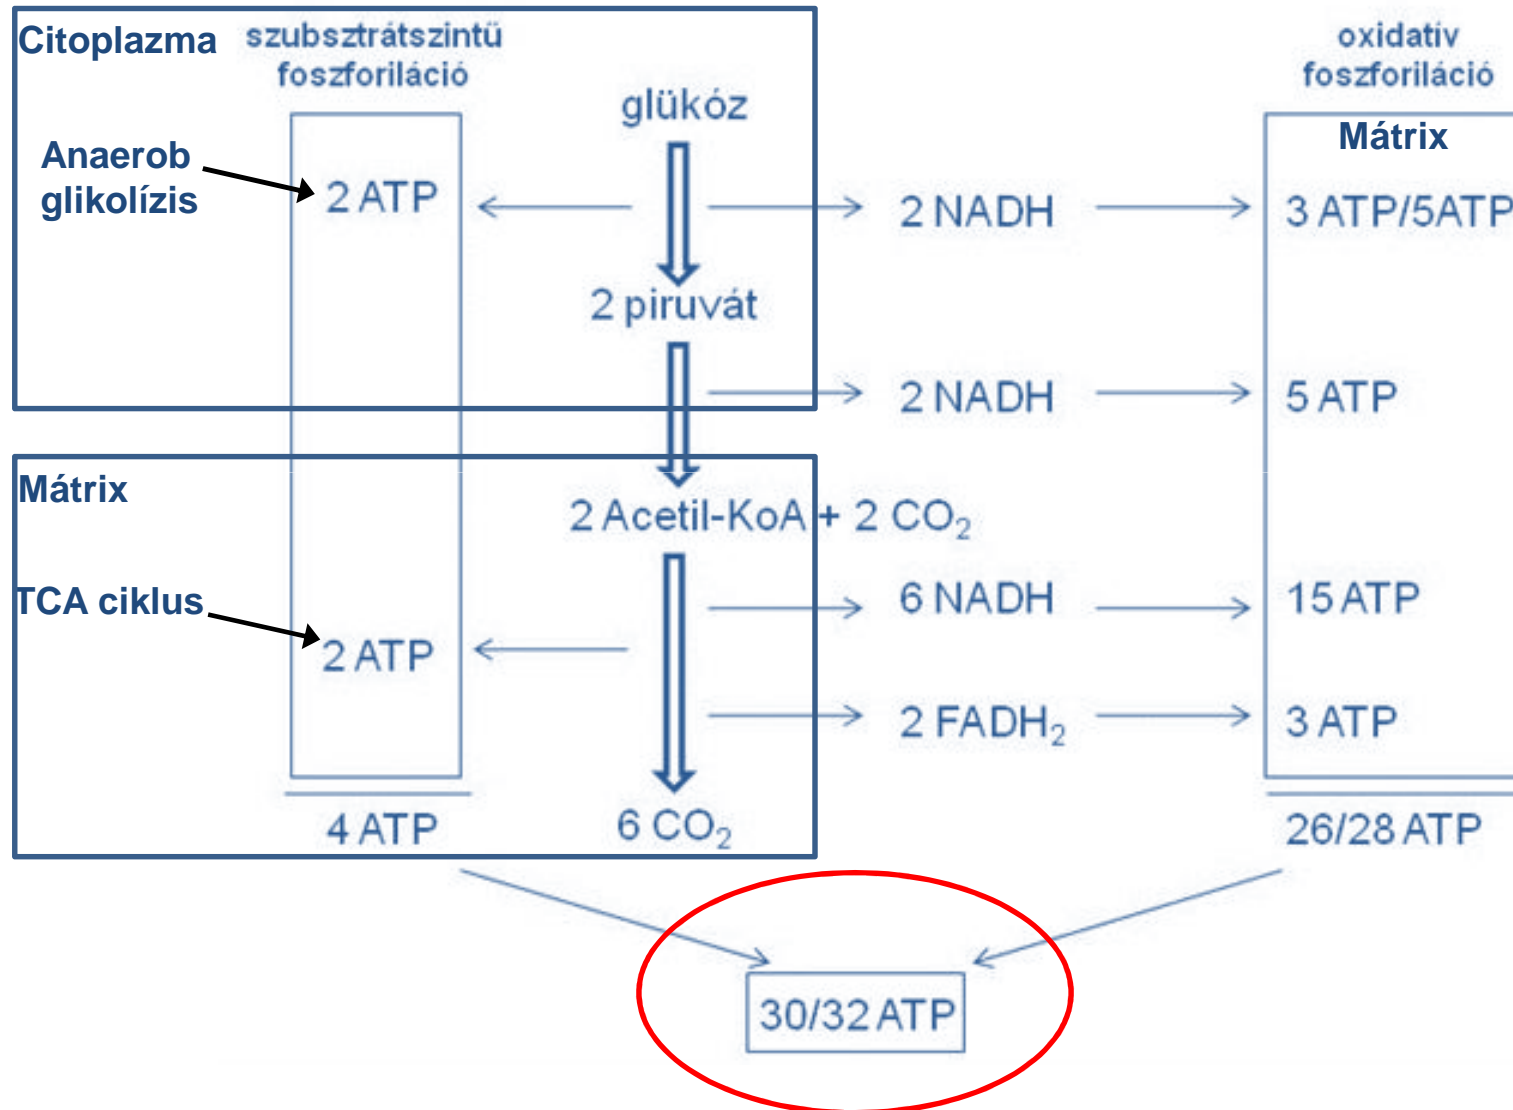 Citoplazma
szubsztrátszintű
foszforiláció
oxidatív
foszforiláció
glükóz
Mátrix
Anaerob
glikolízis
2 ATP
2 NADH
3 ATP/5ATP
2 piruvát
2 NADH
5 ATP
Mátrix
2 Acetil-KoA + 2 CO₂
TCA ciklus
6 NADH
15 ATP
2 ATP
2 FADH₂
3 ATP
4 ATP
6 CO₂
26/28 ATP
30/32 ATP